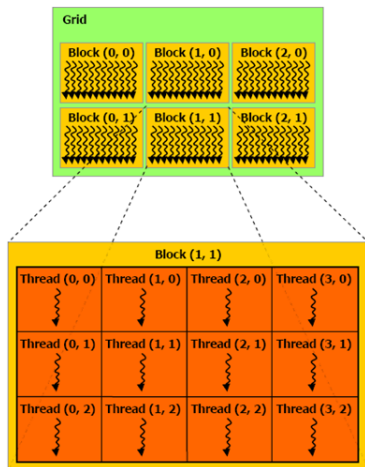 Grid
Block (0, 0) Block (1, 0) Block (2, 0)
Block (0, 1) Block (1, 1) Block (2, 1)
Block (1, 1)
Thread (0, 0) Thread (1, 0) Thread (2, 0) Thread (3, 0)
Thread (0, 1) Thread (1, 1) Thread (2, 1) Thread (3, 1)
Thread (0, 2) Thread (1, 2) Thread (2, 2) Thread (3, 2)